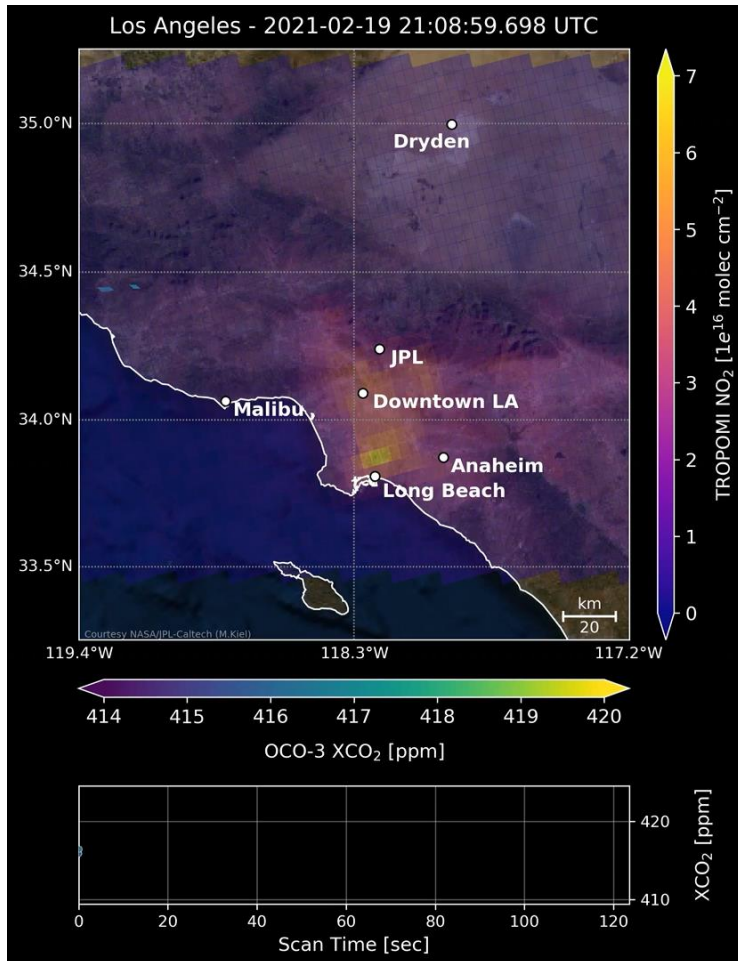 Los Angeles - 2021-02-19 21:08:59.698 UTC
35.0°N
Dryden
34.5°N
JPL
Downtown LA
34.0°N
Malibu
Anaheim
Long Beach
33.5°N
km
20
Courtesy NASA/JPL-Caltech (M.Kiel)
119.4°W 118.3°W 117.2°W
7
6
5
4
3
2
1
0
TROPOMI NO₂ [1e¹⁶ molec cm⁻²]
414 415 416 417 418 419 420
OCO-3 XCO₂ [ppm]
420
410
XCO₂ [ppm]
0 20 40 60 80 100 120
Scan Time [sec]